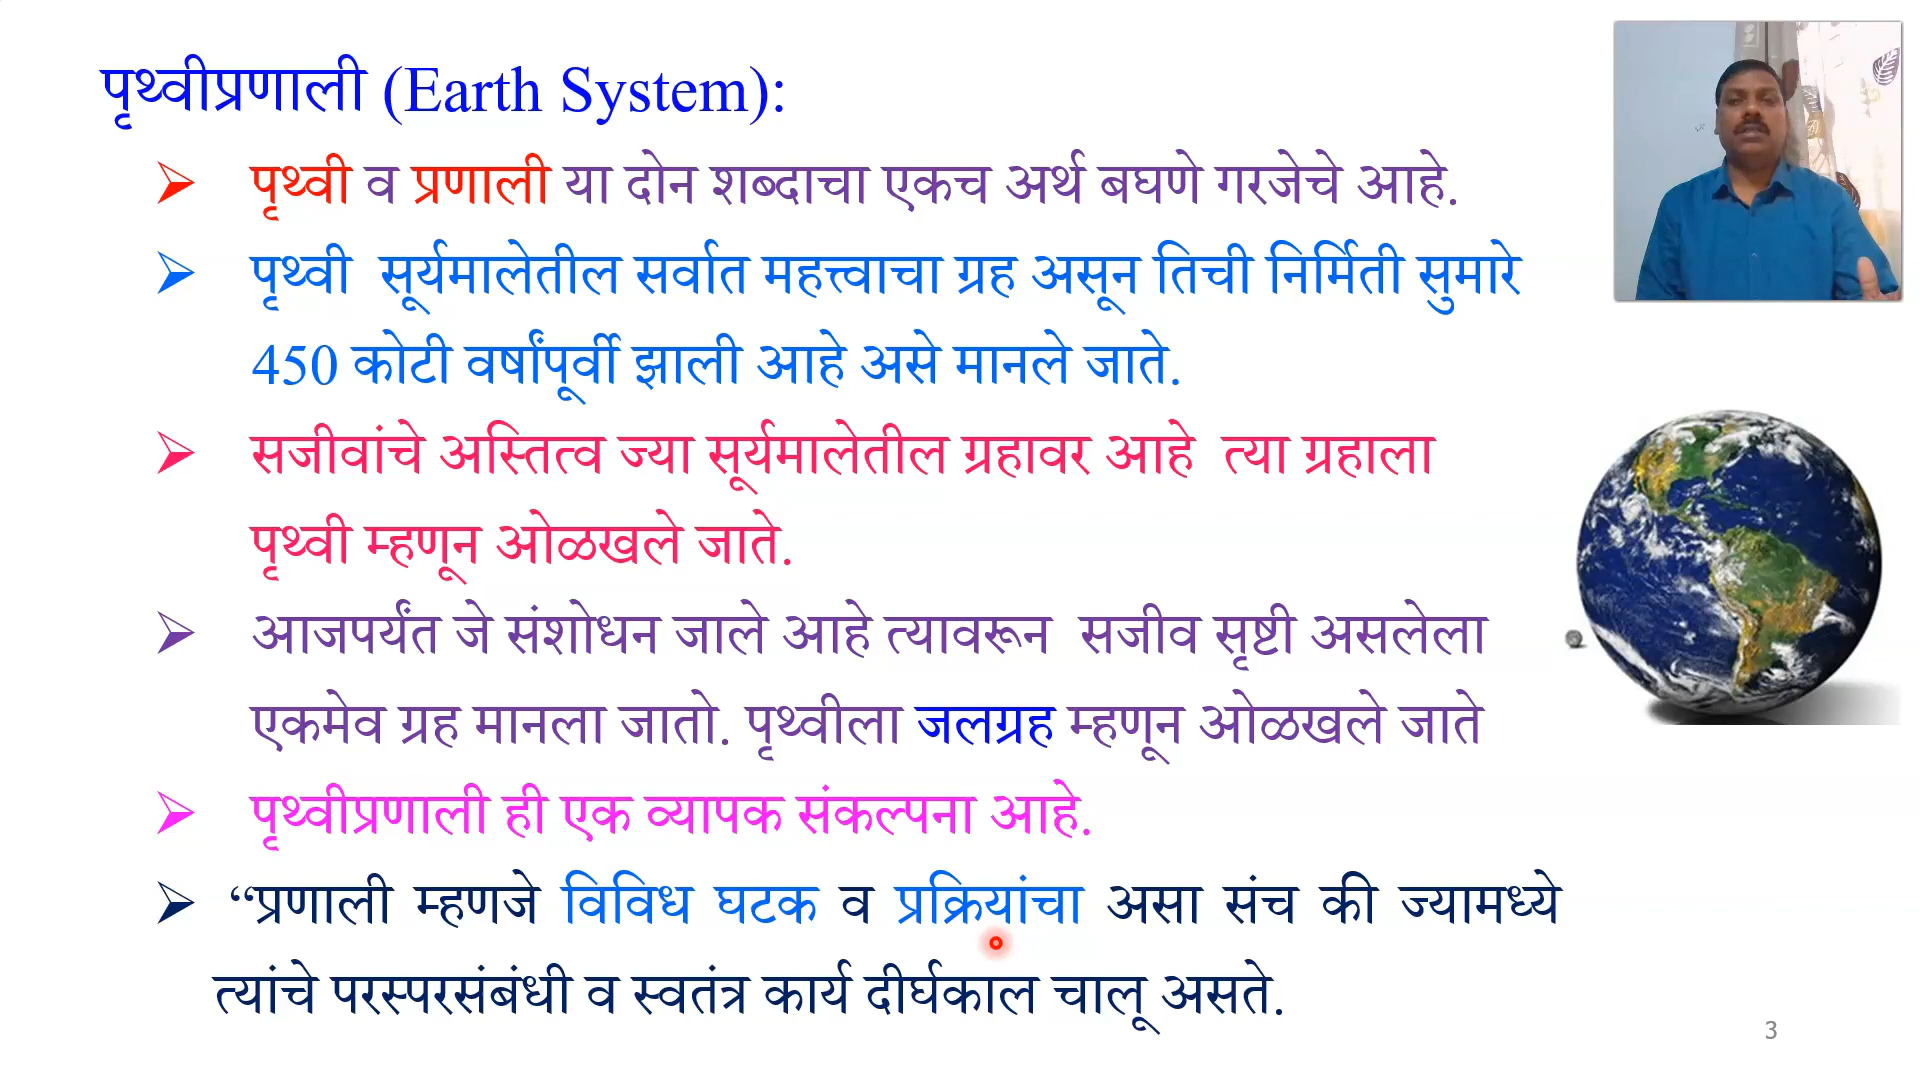 पृथ्वीप्रणाली (Earth System):
➢ पृथ्वी व प्रणाली या दोन शब्दाचा एकच अर्थ बघणे गरजेचे आहे.
➢ पृथ्वी सूर्यमालेतील सर्वात महत्त्वाचा ग्रह असून तिची निर्मिती सुमारे
450 कोटी वर्षांपूर्वी झाली आहे असे मानले जाते.
➢ सजीवांचे अस्तित्व ज्या सूर्यमालेतील ग्रहावर आहे त्या ग्रहाला
पृथ्वी म्हणून ओळखले जाते.
➢ आजपर्यंत जे संशोधन जाले आहे त्यावरून सजीव सृष्टी असलेला
एकमेव ग्रह मानला जातो. पृथ्वीला जलग्रह म्हणून ओळखले जाते
➢ पृथ्वीप्रणाली ही एक व्यापक संकल्पना आहे.
➢ “प्रणाली म्हणजे विविध घटक व प्रक्रियांचा असा संच की ज्यामध्ये
त्यांचे परस्परसंबंधी व स्वतंत्र कार्य दीर्घकाल चालू असते.
3